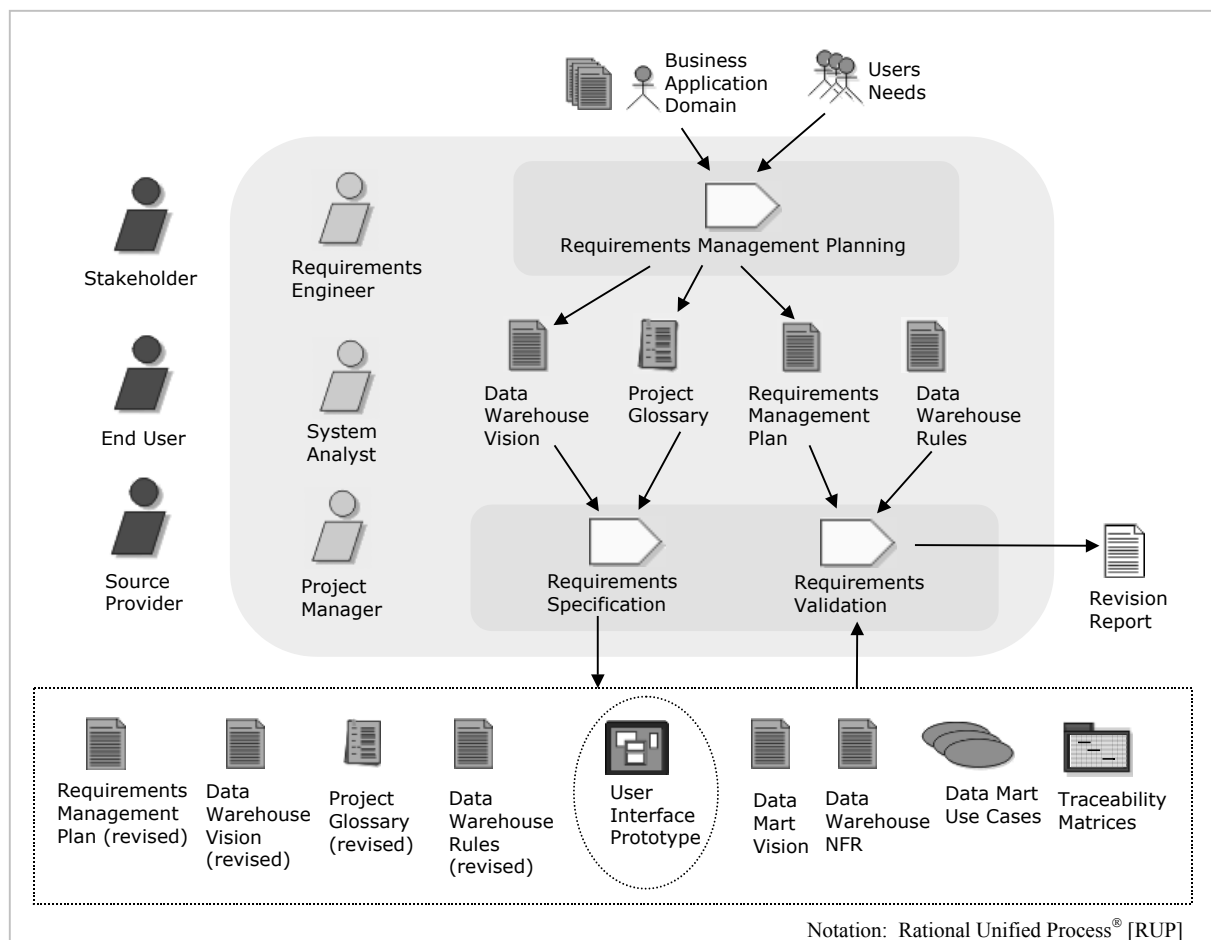 Business
Application
Domain
Users
Needs
Requirements Management Planning
Stakeholder
Requirements
Engineer
Data
Warehouse
Vision
Project
Glossary
Requirements
Management
Plan
Data
Warehouse
Rules
End User
System
Analyst
Source
Provider
Project
Manager
Requirements
Specification
Requirements
Validation
Revision
Report
Requirements
Management
Plan (revised)
Data
Warehouse
Vision
(revised)
Project
Glossary
(revised)
Data
Warehouse
Rules
(revised)
User
Interface
Prototype
Data
Mart
Vision
Data
Warehouse
NFR
Data Mart
Use Cases
Traceability
Matrices
Notation: Rational Unified Process® [RUP]